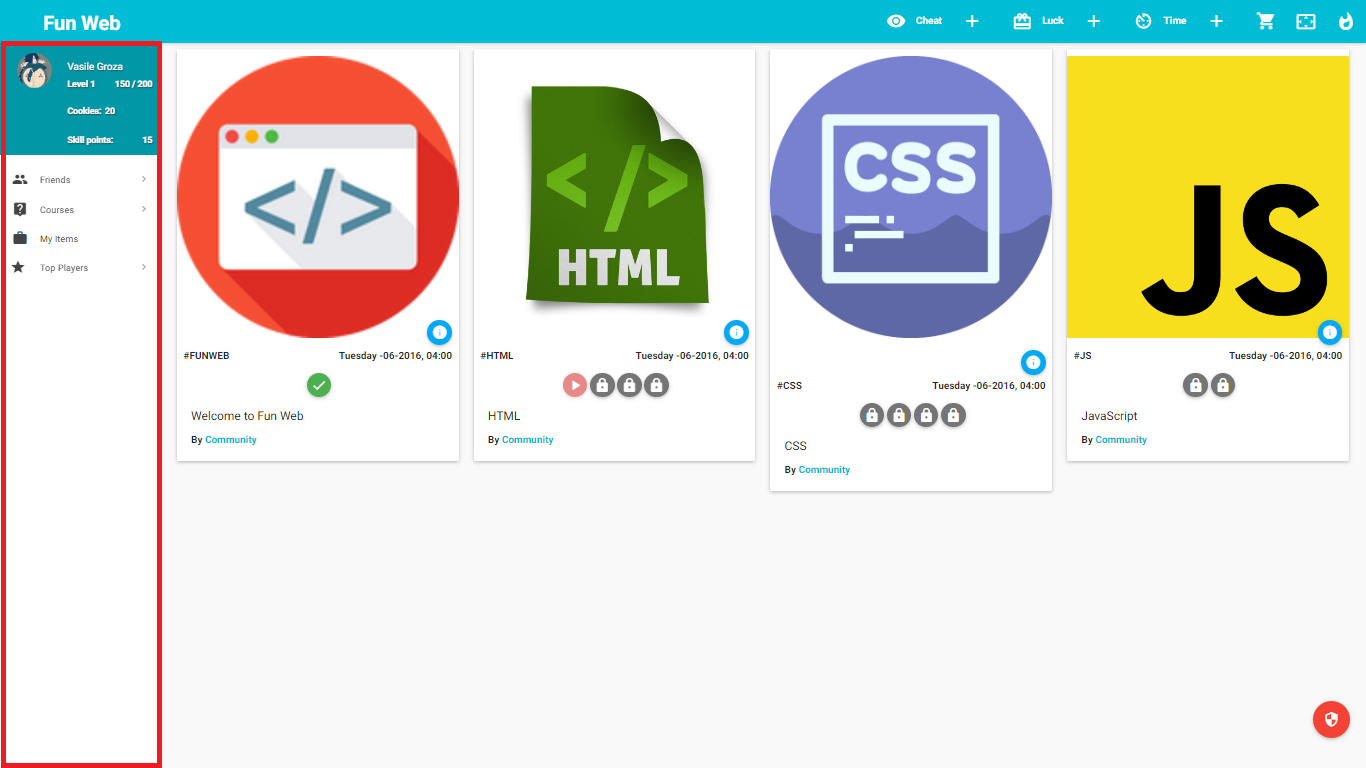 Fun Web
Cheat + Luck + Time +
Vasile Groza
Level 1 150 / 200
Cookies: 20
Skill points: 15
Friends
Courses
My Items
Top Players
</>
#FUNWEB Tuesday -06-2016, 04:00
Welcome to Fun Web
By Community
</>
HTML
#HTML Tuesday -06-2016, 04:00
HTML
By Community
CSS
#CSS Tuesday -06-2016, 04:00
CSS
By Community
JS
#JS Tuesday -06-2016, 04:00
JavaScript
By Community